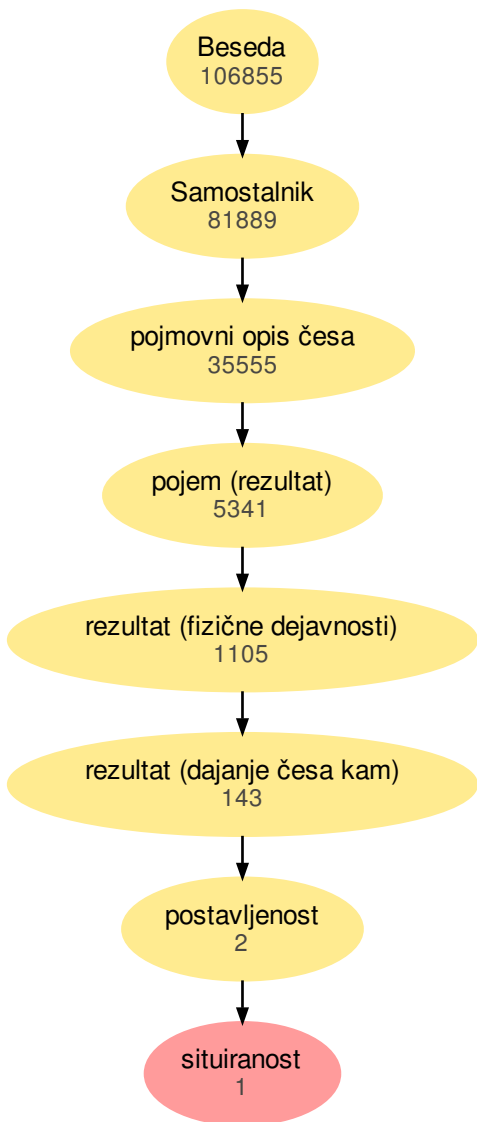 Beseda
106855
Samostalnik
81889
pojmovni opis česa
35555
pojem (rezultat)
5341
rezultat (fizične dejavnosti)
1105
rezultat (dajanje česa kam)
143
postavljenost
2
situiranost
1